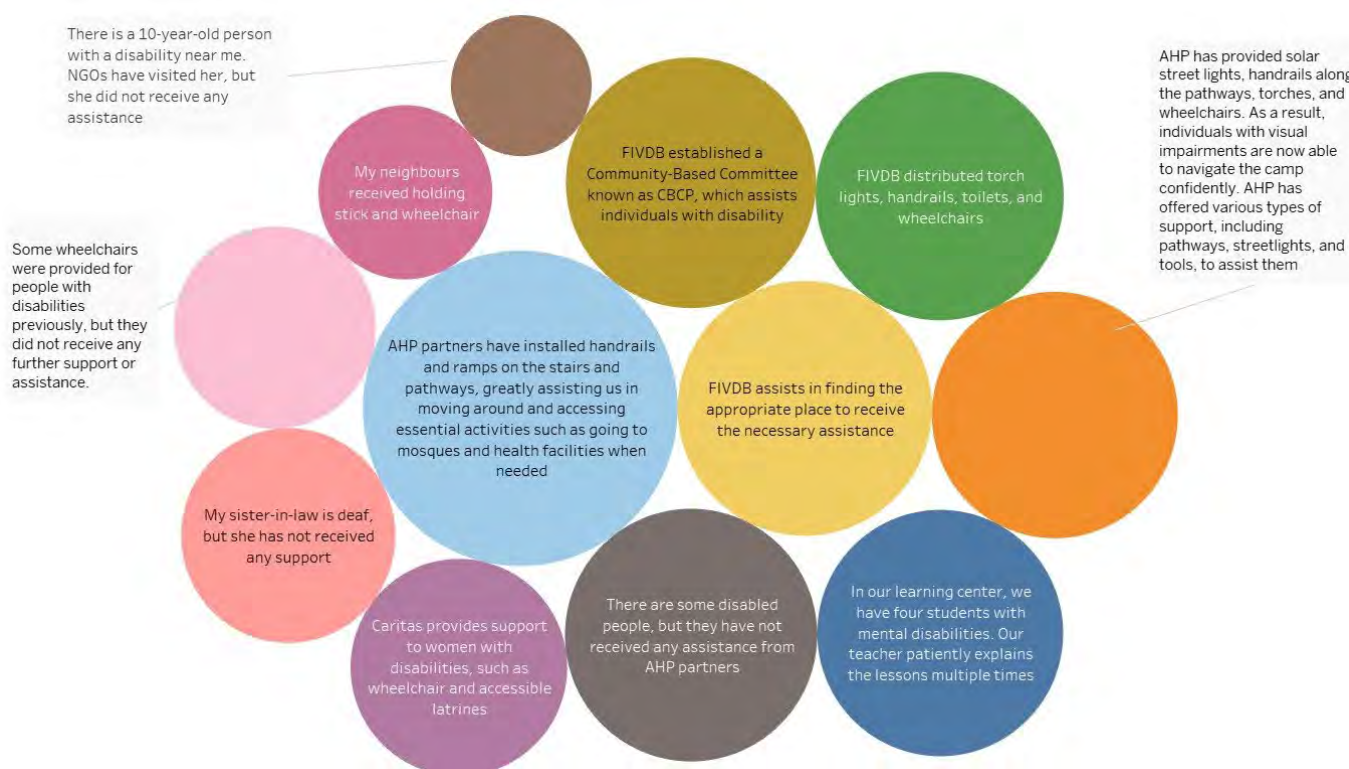 There is a 10-year-old person
with a disability near me.
NGOs have visited her, but
she did not receive any
assistance
My neighbours
received holding
stick and wheelchair
FIVDB established a
Community-Based Committee
known as CBCP, which assists
individuals with disability
FIVDB distributed torch
lights, handrails, toilets, and
wheelchairs
AHP has provided solar
street lights, handrails along
the pathways, torches, and
wheelchairs. As a result,
individuals with visual
impairments are now able
to navigate the camp
confidently. AHP has
offered various types of
support, including
pathways, streetlights, and
tools, to assist them
Some wheelchairs
were provided for
people with
disabilities
previously, but they
did not receive any
further support or
assistance.
AHP partners have installed handrails
and ramps on the stairs and
pathways, greatly assisting us in
moving around and accessing
essential activities such as going to
mosques and health facilities when
needed
FIVDB assists in finding the
appropriate place to receive
the necessary assistance
My sister-in-law is deaf,
but she has not received
any support
Caritas provides support
to women with
disabilities, such as
wheelchair and accessible
latrines
There are some disabled
people, but they have not
received any assistance from
AHP partners
In our learning center, we
have four students with
mental disabilities. Our
teacher patiently explains
the lessons multiple times